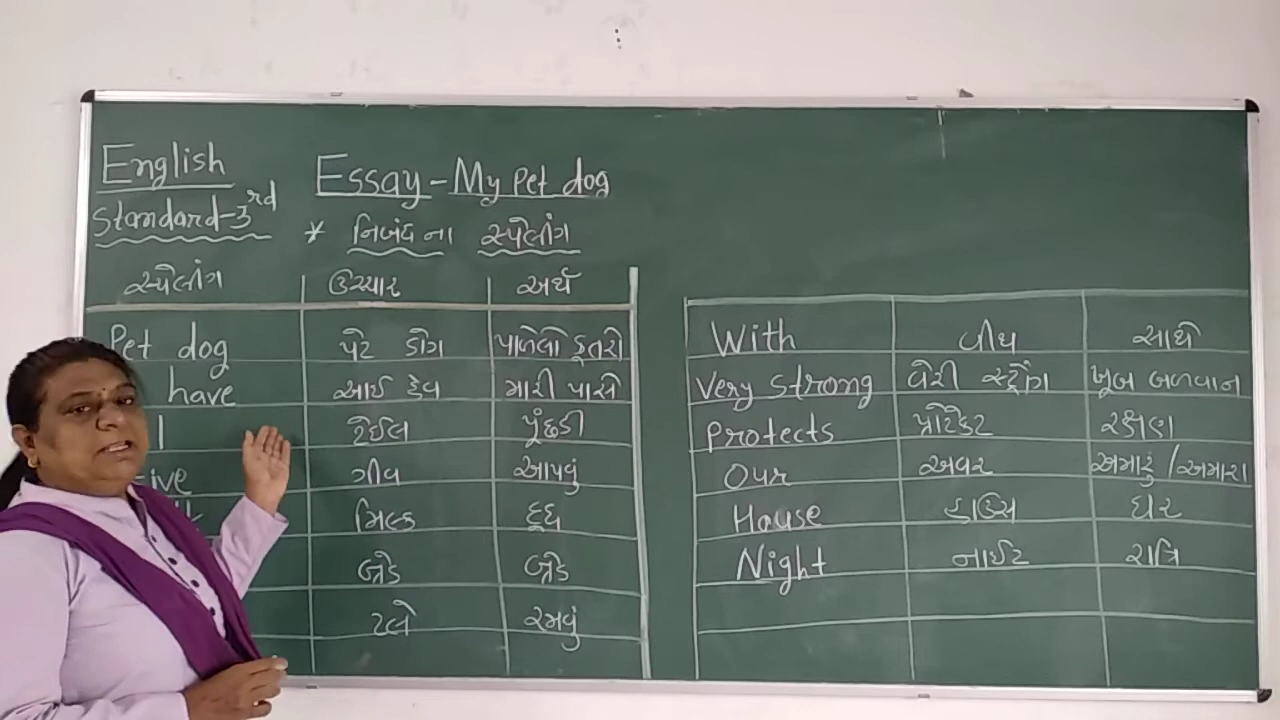 English
Essay - My Pet dog
Standard - 3rd
* નિબંધ ના સ્પેલીંગ
સ્પેલીંગ ઉચ્ચાર અર્થ
Pet dog પેટ ડોગ પાળેલો કૂતરો
have આઈ હેવ મારી પાસે
ટેઈલ પૂંછડી
ive ગીવ આપવું
મિલ્ક દૂધ
બ્રેડ બ્રેડ
રમવું
With વીથ સાથે
Very Strong વેરી સ્ટ્રોંગ ખૂબ બળવાન
Protects પ્રોટેક્ટ રક્ષણ
Our અવર અમારું / અમારા
House હાઉસ ઘર
Night નાઈટ રાત્રિ